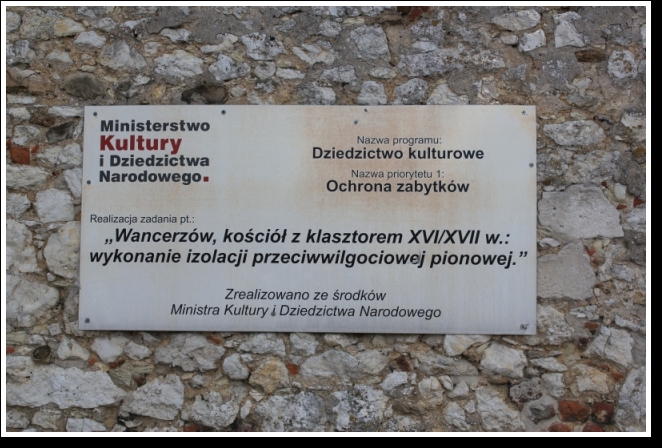 Ministerstwo
Kultury
i Dziedzictwa
Narodowego.
Nazwa programu:
Dziedzictwo kulturowe
Nazwa priorytetu 1:
Ochrona zabytków
Realizacja zadania pt.:
„Wancerzów, kościół z klasztorem XVI/XVII w.:
wykonanie izolacji przeciwwilgociowej pionowej.”
Zrealizowano ze środków
Ministra Kultury i Dziedzictwa Narodowego